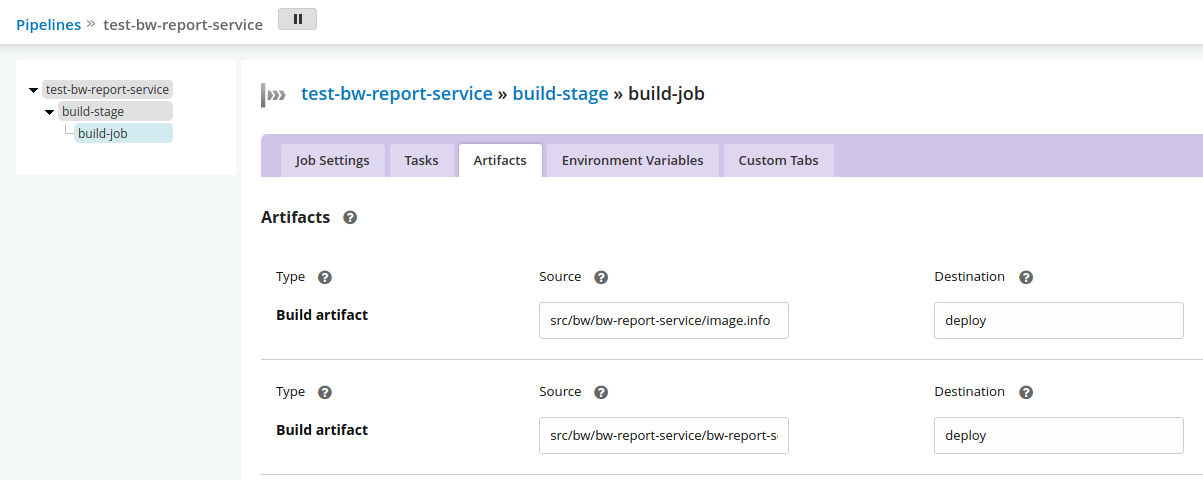 Pipelines » test-bw-report-service
test-bw-report-service
build-stage
build-job
test-bw-report-service » build-stage » build-job
Job Settings Tasks Artifacts Environment Variables Custom Tabs
Artifacts ?
Type ? Source ? Destination ?
Build artifact src/bw/bw-report-service/image.info deploy
Type ? Source ? Destination ?
Build artifact src/bw/bw-report-service/bw-report-s deploy